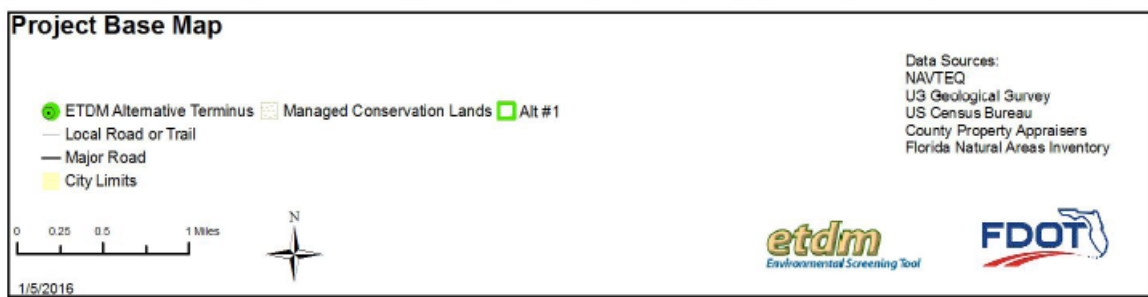 Project Base Map
Data Sources:
NAVTEQ
US Geological Survey
US Census Bureau
County Property Appraisers
Florida Natural Areas Inventory
ETDM Alternative Terminus Managed Conservation Lands Alt #1
Local Road or Trail
Major Road
City Limits
0 0.25 0.5 1 Miles
N
etdm
Environmental Screening Tool
FDOT
1/5/2016